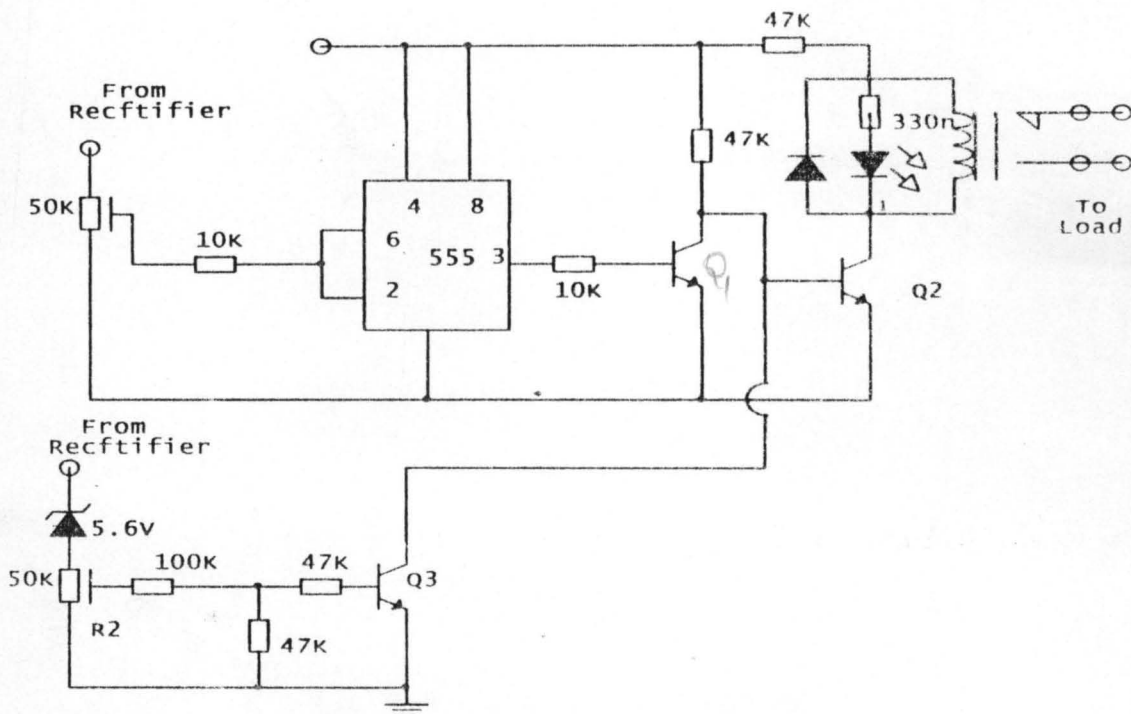 47K
From
Recftifier
330n
47K
50K
4 8
To
Load
10K
6
555 3
1
2
10K
Q1
Q2
From
Recftifier
5.6V
100K
47K
Q3
50K
R2
47K